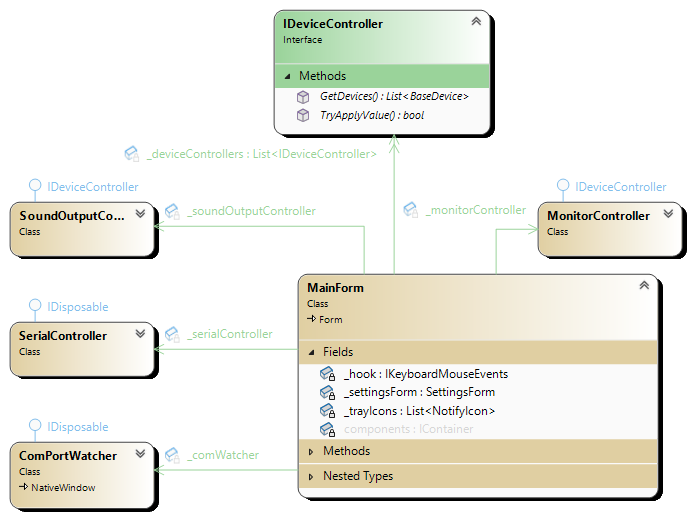 IDeviceController
Interface
Methods
GetDevices() : List<BaseDevice>
TryApplyValue() : bool
_deviceControllers : List<IDeviceController>
IDeviceController
SoundOutputCo...
Class
_soundOutputController
_monitorController
IDeviceController
MonitorController
Class
MainForm
Class
Form
Fields
_hook : IKeyboardMouseEvents
_settingsForm : SettingsForm
_trayIcons : List<NotifyIcon>
components : IContainer
Methods
Nested Types
IDisposable
SerialController
Class
_serialController
IDisposable
ComPortWatcher
Class
NativeWindow
_comWatcher